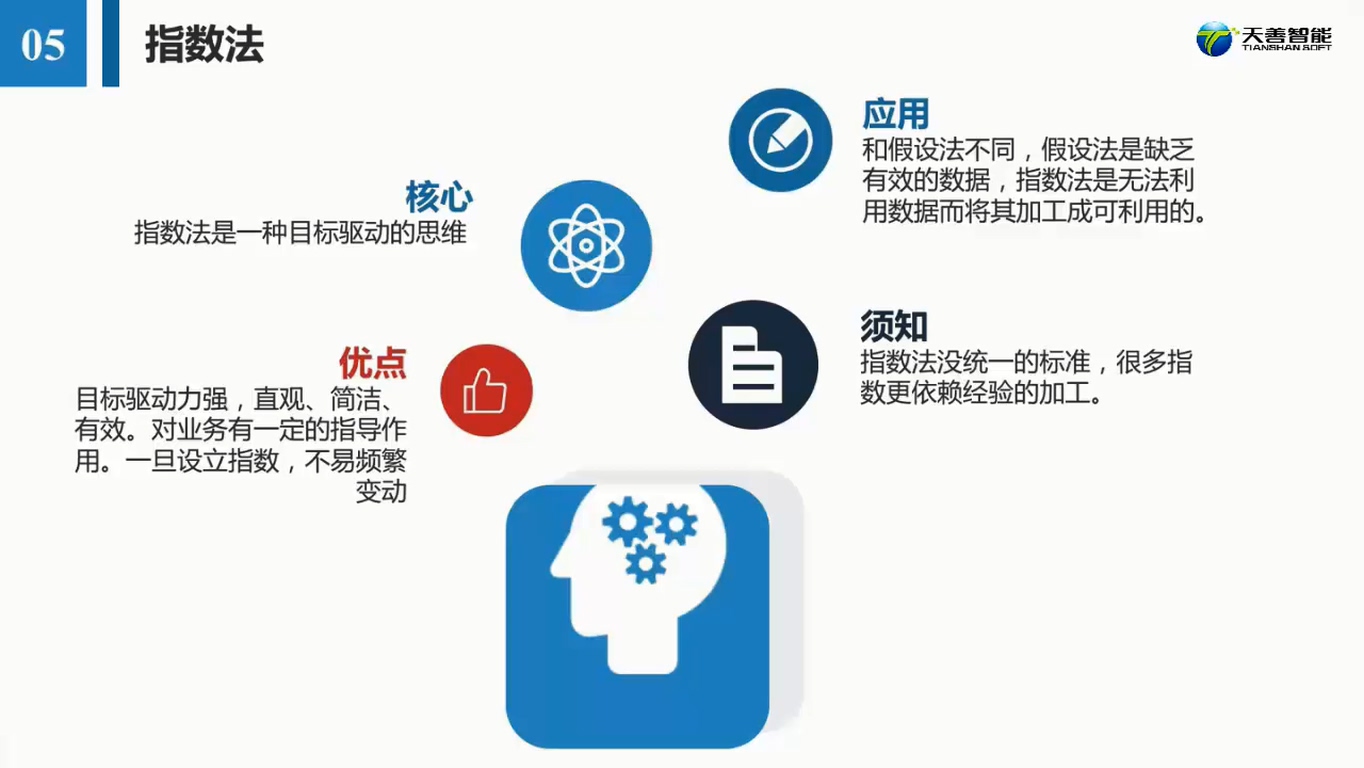 05
指数法
天善智能
TIANSHAN SOFT
应用
和假设法不同，假设法是缺乏
有效的数据，指数法是无法利
用数据而将其加工成可利用的。
核心
指数法是一种目标驱动的思维
须知
指数法没统一的标准，很多指
数更依赖经验的加工。
优点
目标驱动力强，直观、简洁、
有效。对业务有一定的指导作
用。一旦设立指数，不易频繁
变动